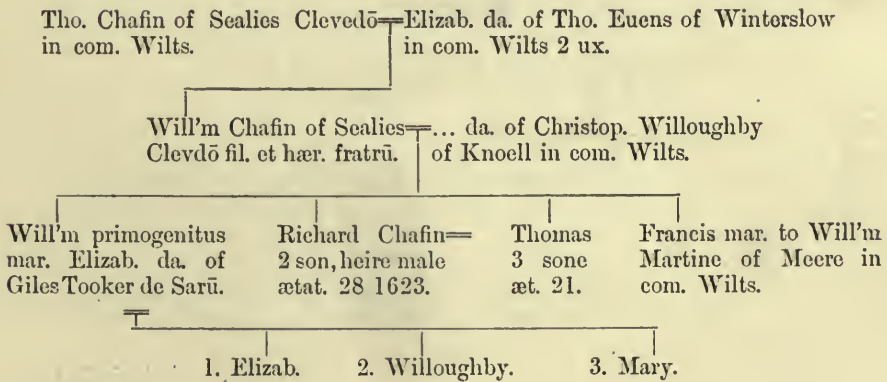 Tho. Chafin of Sealies Clevedō=Elizab. da. of Tho. Euens of Winterslow
in com. Wilts. in com. Wilts 2 ux.
Will'm Chafin of Sealies=... da. of Christop. Willoughby
Clevdō fil. et hær. fratrū. of Knoell in com. Wilts.
Will'm primogenitus
mar. Elizab. da. of
Giles Tooker de Sarū.
Richard Chafin=
2 son, heire male
ætat. 28 1623.
Thomas
3 sone
æt. 21.
Francis mar. to Will'm
Martine of Meere in
com. Wilts.
1. Elizab. 2. Willoughby. 3. Mary.